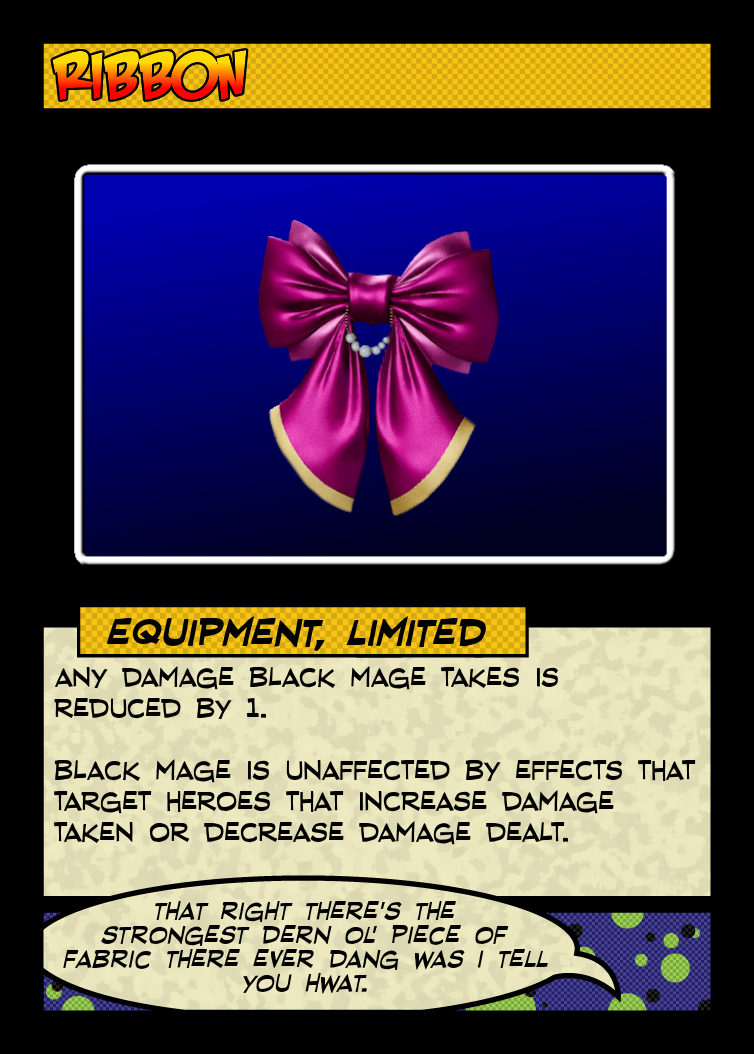 RIBBON
EQUIPMENT, LIMITED
ANY DAMAGE BLACK MAGE TAKES IS
REDUCED BY 1.
BLACK MAGE IS UNAFFECTED BY EFFECTS THAT
TARGET HEROES THAT INCREASE DAMAGE
TAKEN OR DECREASE DAMAGE DEALT.
THAT RIGHT THERE'S THE
STRONGEST DERN OL' PIECE OF
FABRIC THERE EVER DANG WAS I TELL
YOU HWAT.